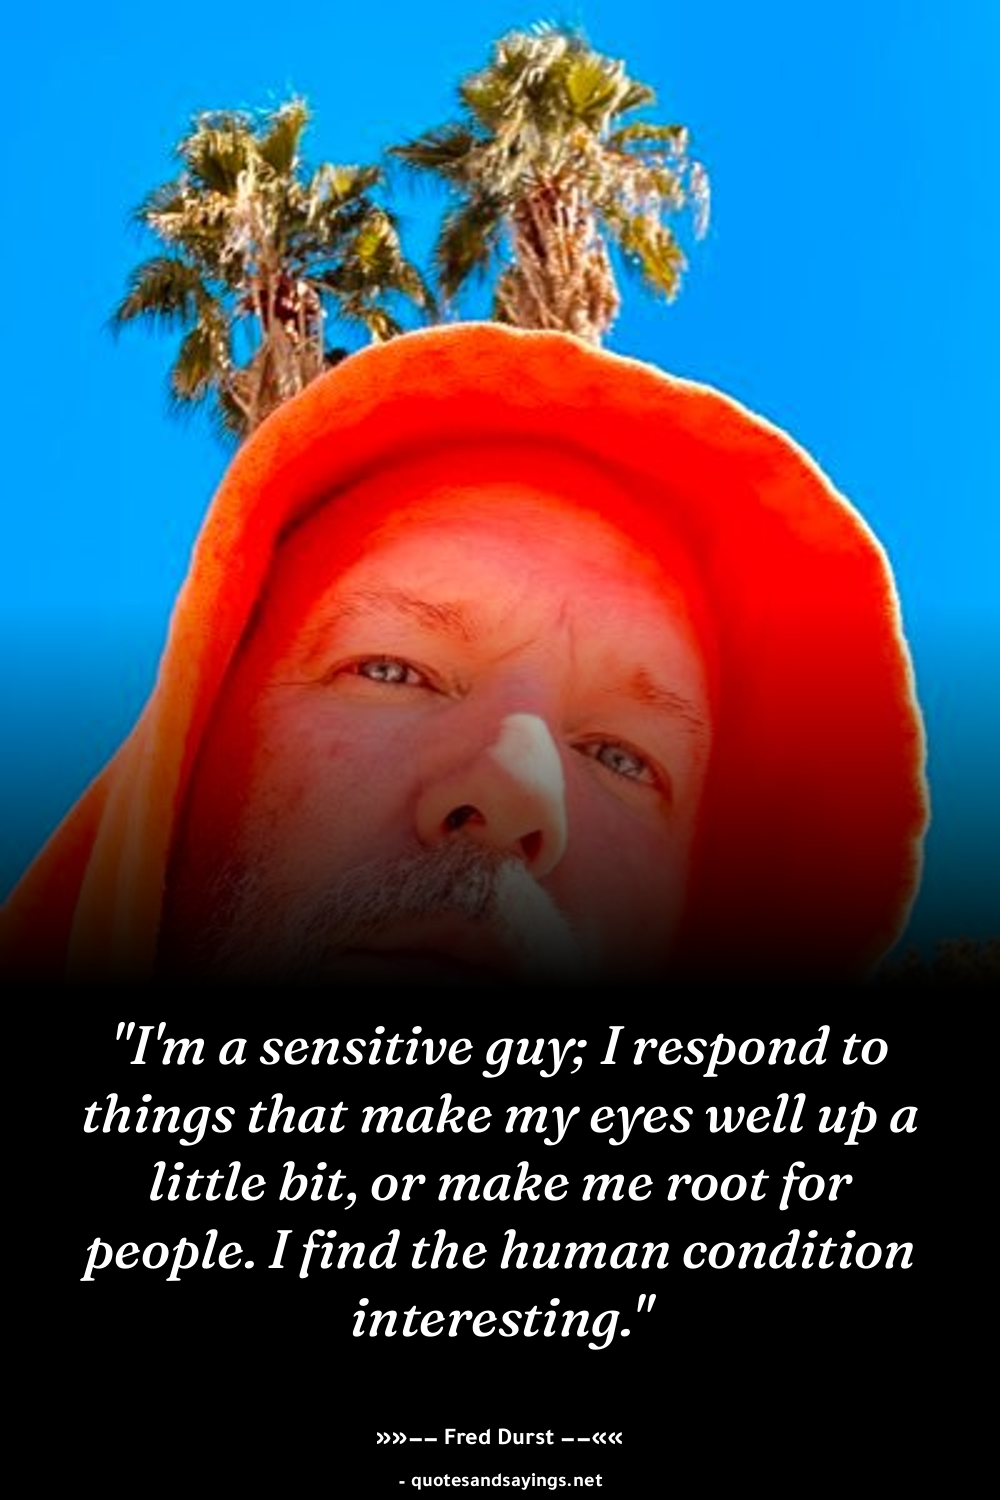 "I'm a sensitive guy; I respond to
things that make my eyes well up a
little bit, or make me root for
people. I find the human condition
interesting."
»»–– Fred Durst ––««
- quotesandsayings.net